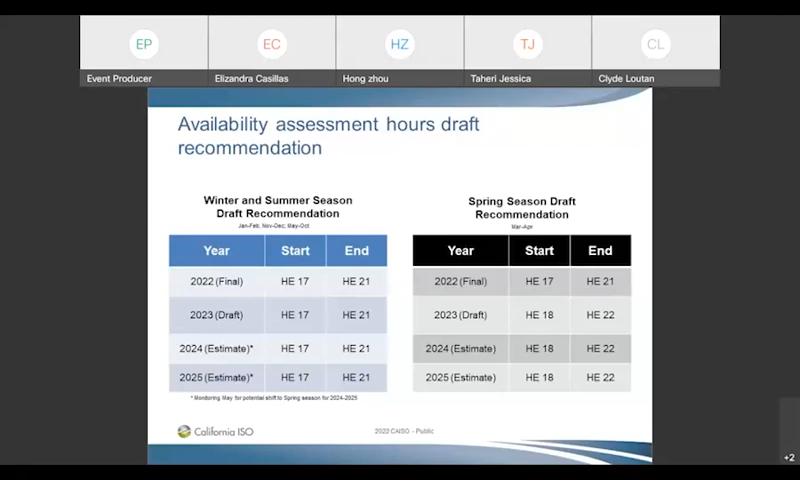 EP
EC
HZ
TJ
CL
Event Producer
Elizandra Casillas
Hong zhou
Taheri Jessica
Clyde Loutan
Availability assessment hours draft
recommendation
Winter and Summer Season
Draft Recommendation
Jan-Feb; Nov-Dec; May-Oct
Year Start End
2022 (Final) HE 17 HE 21
2023 (Draft) HE 17 HE 21
2024 (Estimate)* HE 17 HE 21
2025 (Estimate)* HE 17 HE 21
* Monitoring May for potential shift to Spring season for 2024-2025
Spring Season Draft
Recommendation
Mar-Apr
Year Start End
2022 (Final) HE 17 HE 21
2023 (Draft) HE 18 HE 22
2024 (Estimate) HE 18 HE 22
2025 (Estimate) HE 18 HE 22
California ISO
2022 CAISO - Public
+2